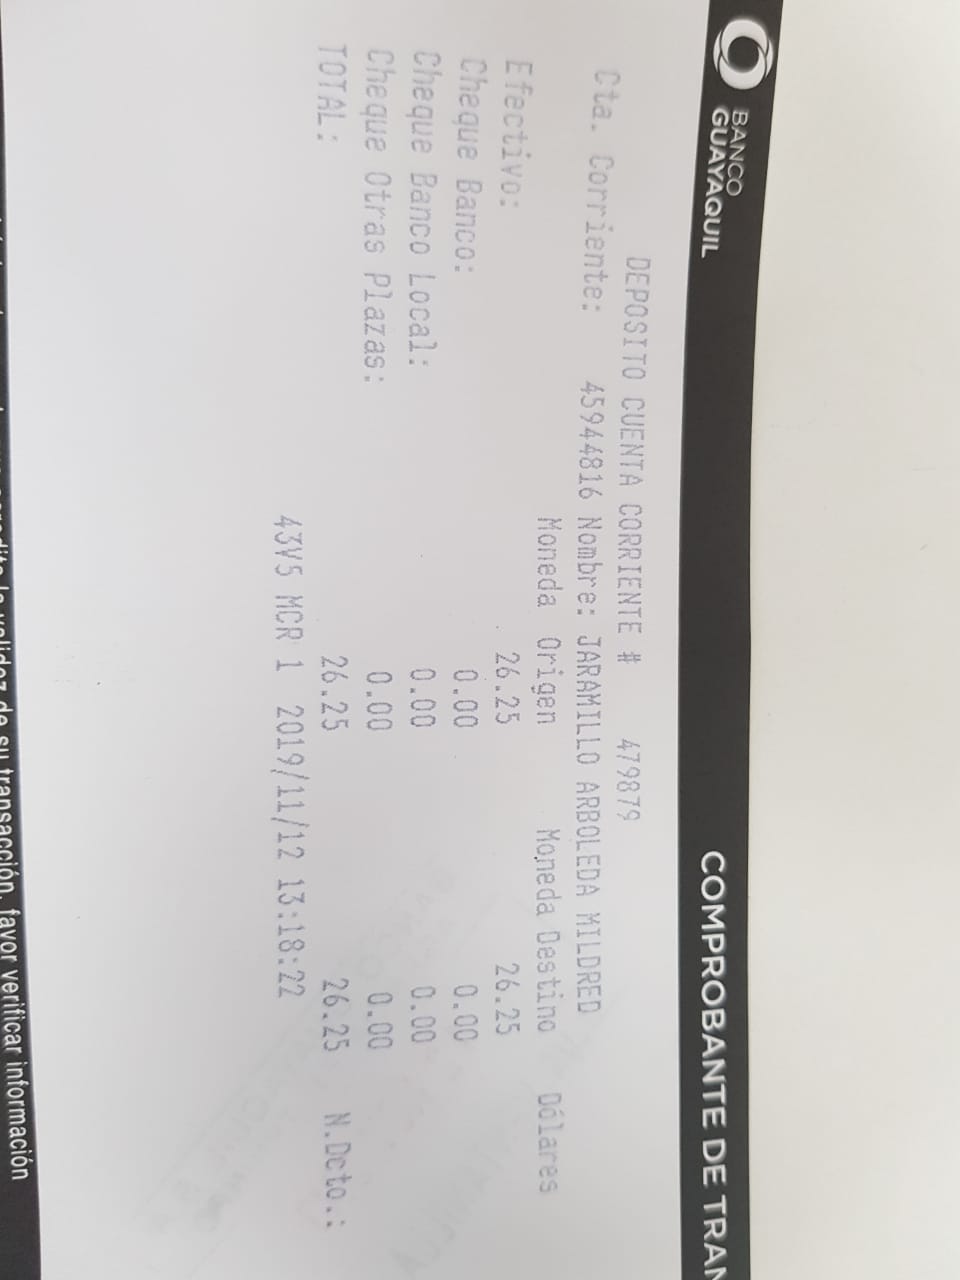 BANCO
GUAYAQUIL
COMPROBANTE DE TRAN
DEPOSITO CUENTA CORRIENTE # 479879
Cta. Corriente: 45944816 Nombre: JARAMILLO ARBOLEDA MILDRED
Moneda Origen Moneda Destino Dólares
Efectivo: 26.25 26.25
Cheque Banco: 0.00 0.00
Cheque Banco Local: 0.00 0.00
Cheque Otras Plazas: 0.00 0.00
TOTAL: 26.25 26.25 N.Dcto.:
43V5 MCR 1 2019/11/12 13:18:22
la validez de su transacción, favor verificar información